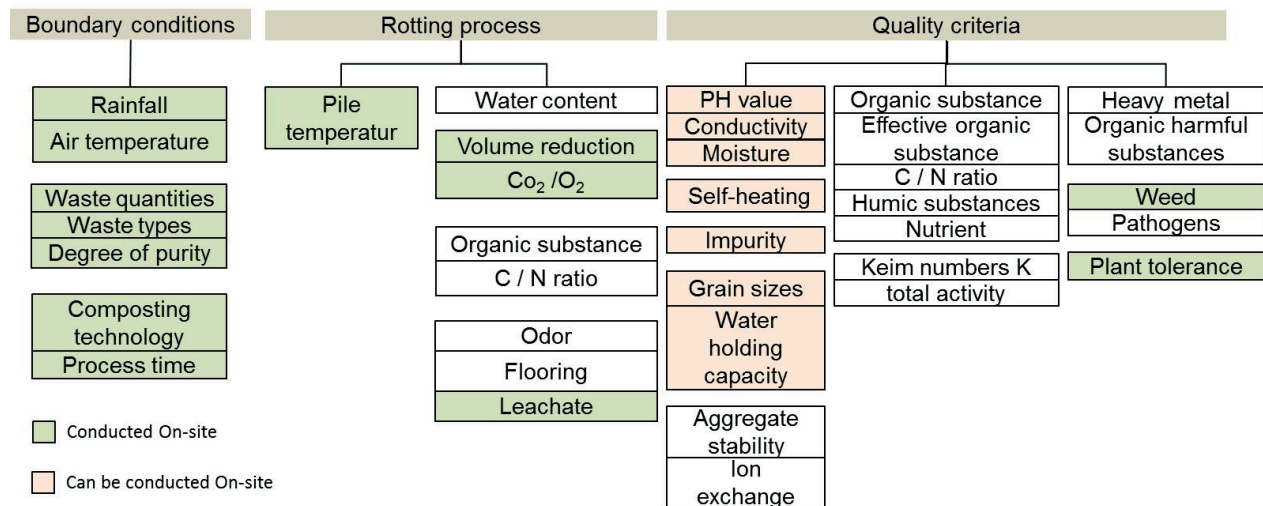 Boundary conditions
Rotting process
Quality criteria
Rainfall
Air temperature
Waste quantities
Waste types
Degree of purity
Composting
technology
Process time
Pile
temperatur
Water content
Volume reduction
Co₂ /O₂
Organic substance
C / N ratio
Odor
Flooring
Leachate
PH value
Conductivity
Moisture
Self-heating
Impurity
Grain sizes
Water
holding
capacity
Aggregate
stability
Ion
exchange
Organic substance
Effective organic
substance
C / N ratio
Humic substances
Nutrient
Keim numbers K
total activity
Heavy metal
Organic harmful
substances
Weed
Pathogens
Plant tolerance
Conducted On-site
Can be conducted On-site